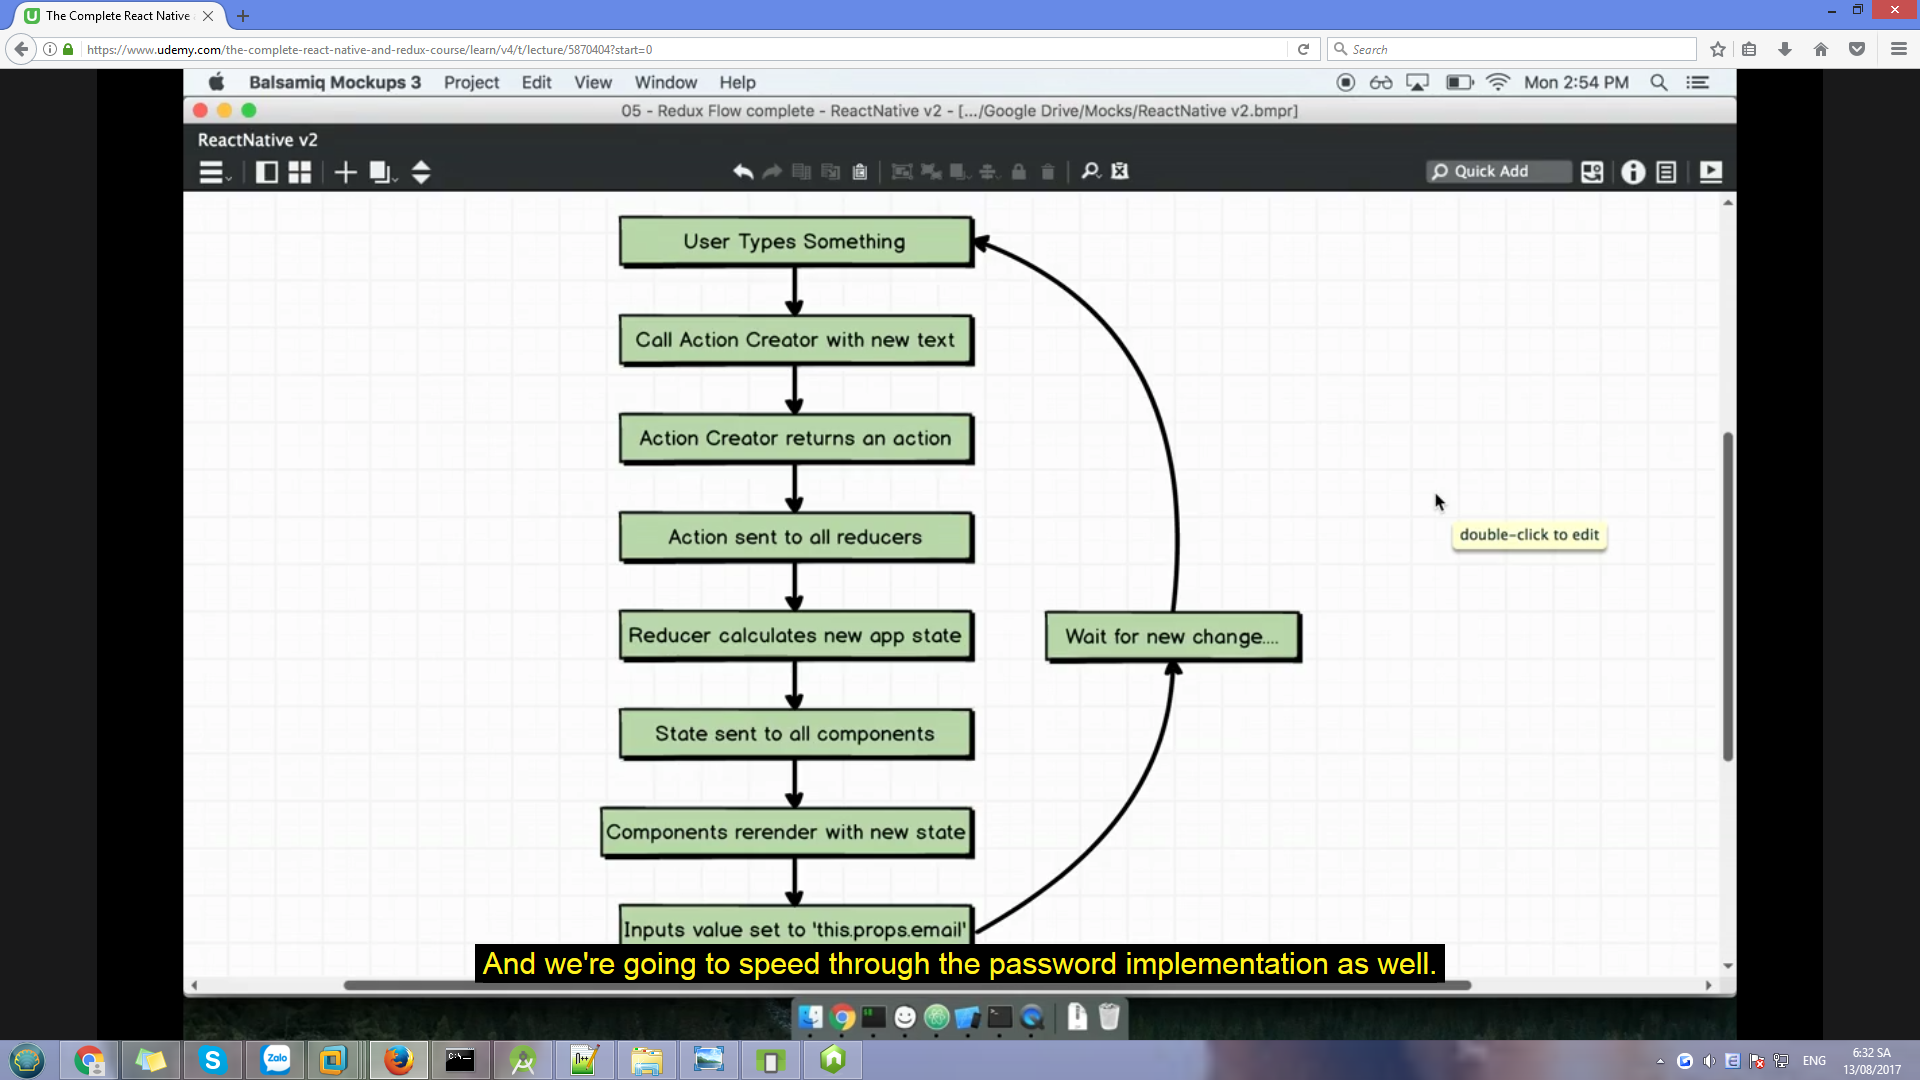 The Complete React Native
https://www.udemy.com/the-complete-react-native-and-redux-course/learn/v4/t/lecture/5870404?start=0
Search
Balsamiq Mockups 3 Project Edit View Window Help Mon 2:54 PM
05 - Redux Flow complete - ReactNative v2 - [.../Google Drive/Mocks/ReactNative v2.bmpr]
ReactNative v2
Quick Add
User Types Something
Call Action Creator with new text
Action Creator returns an action
Action sent to all reducers
double-click to edit
Reducer calculates new app state
Wait for new change....
State sent to all components
Components rerender with new state
Inputs value set to 'this.props.email'
And we're going to speed through the password implementation as well.
Zalo
ENG
6:32 SA
13/08/2017